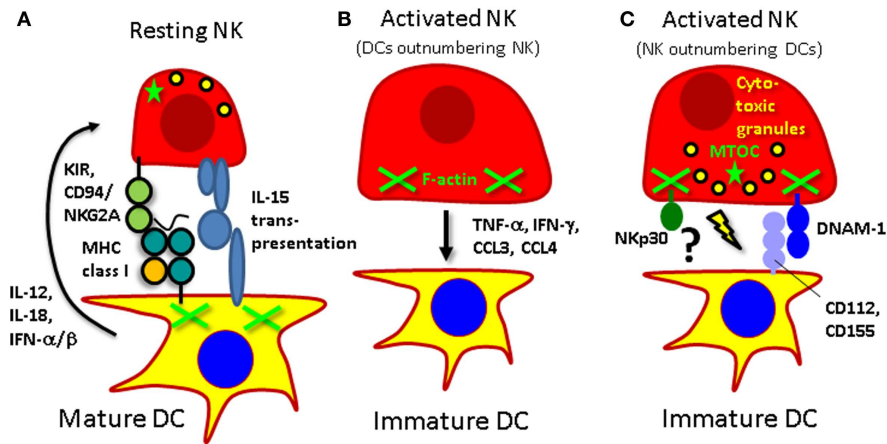 A
Resting NK
KIR,
CD94/
NKG2A
IL-15
trans-
presentation
MHC
class I
IL-12,
IL-18,
IFN-α/β
Mature DC
B
Activated NK
(DCs outnumbering NK)
F-actin
TNF-α, IFN-γ,
CCL3, CCL4
Immature DC
C
Activated NK
(NK outnumbering DCs)
Cyto-
toxic
granules
MTOC
NKp30
?
DNAM-1
CD112,
CD155
Immature DC